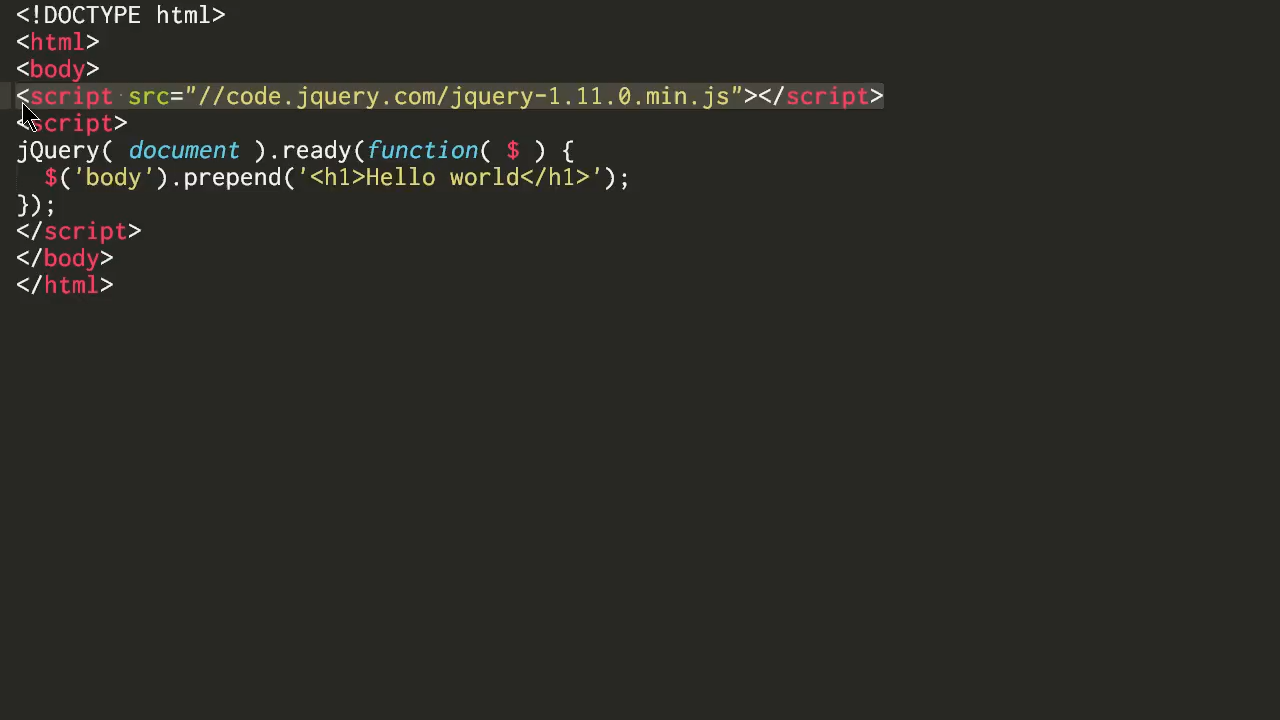 <!DOCTYPE html>
<html>
<body>
<script src="//code.jquery.com/jquery-1.11.0.min.js"></script>
<script>
jQuery( document ).ready(function( $ ) {
  $('body').prepend('<h1>Hello world</h1>');
});
</script>
</body>
</html>